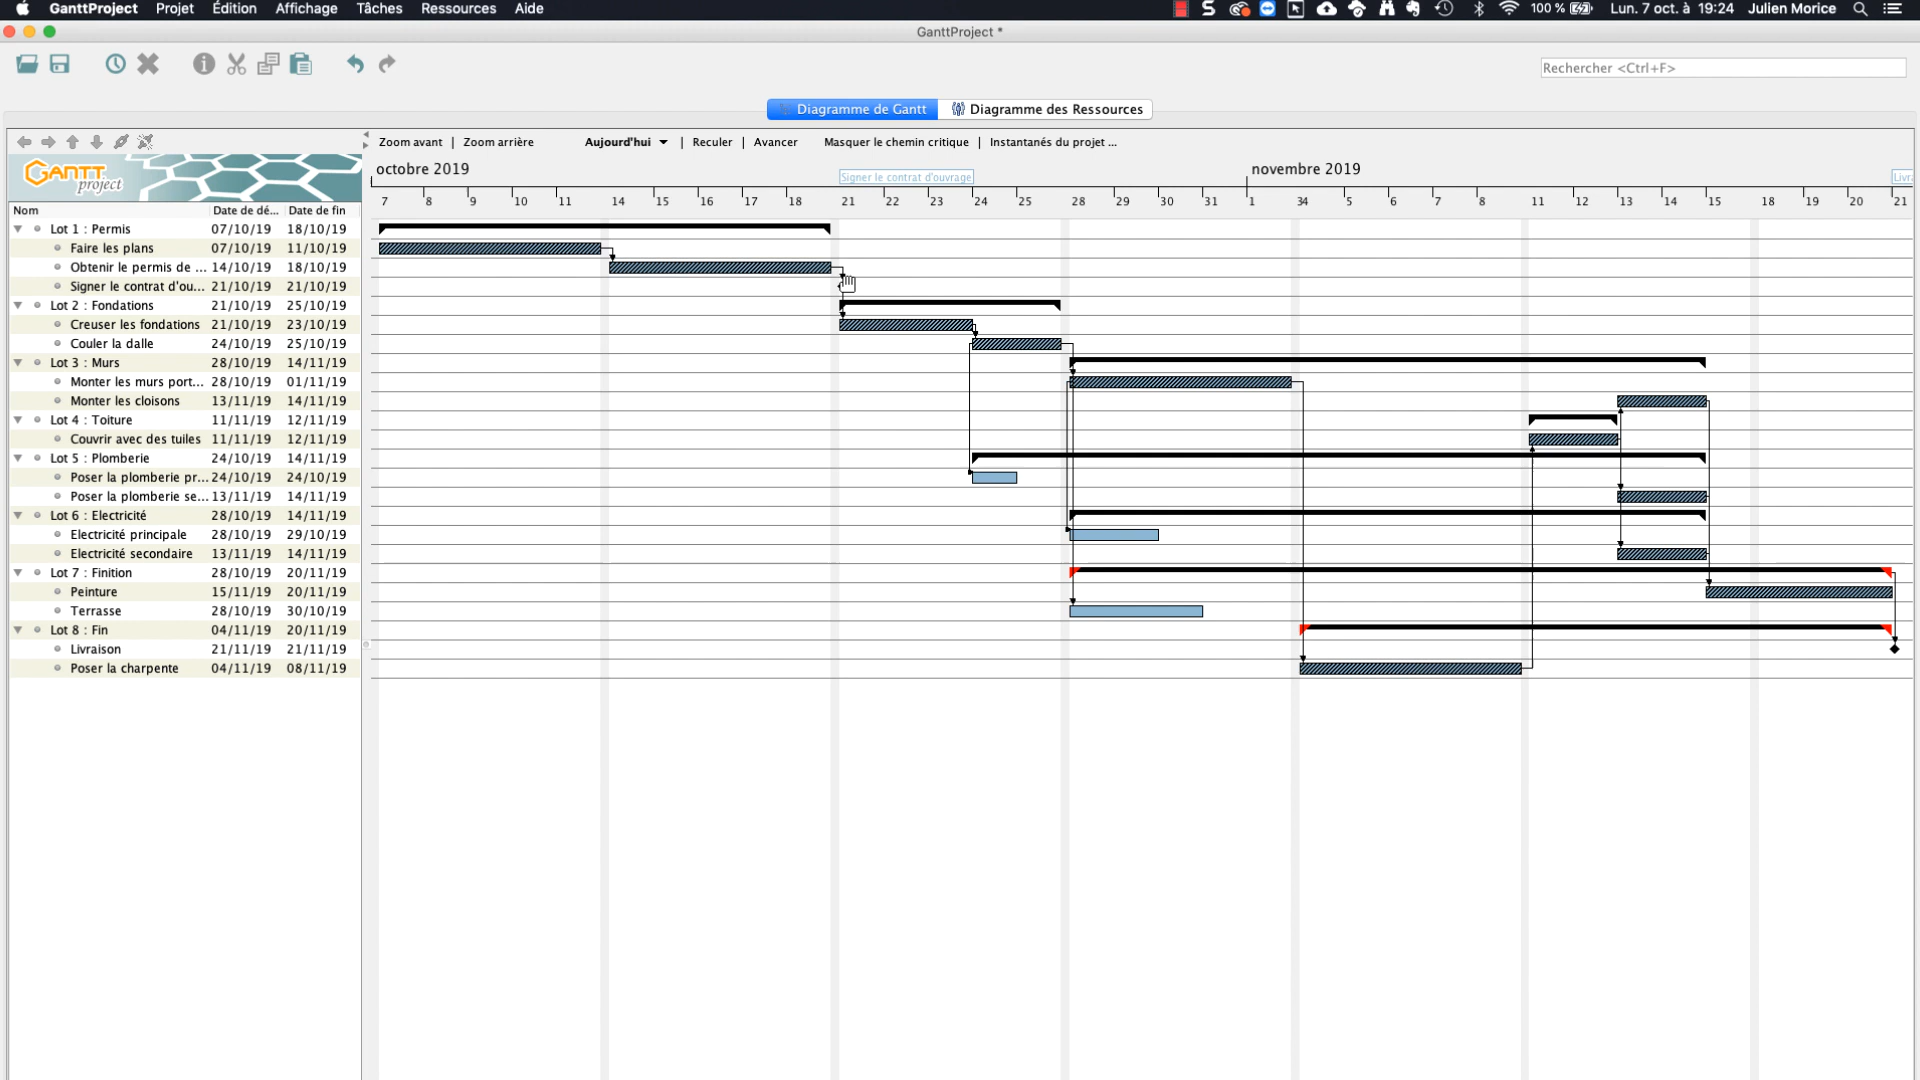 GanttProject Projet Édition Affichage Tâches Ressources Aide 100 % Lun. 7 oct. à 19:24 Julien Morice
GanttProject *
Rechercher <Ctrl+F>
Diagramme de Gantt Diagramme des Ressources
Zoom avant | Zoom arrière Aujourd'hui | Reculer | Avancer Masquer le chemin critique | Instantanés du projet ...
GANTT project
octobre 2019 novembre 2019
Signer le contrat d'ouvrage Livra
7 8 9 10 11 14 15 16 17 18 21 22 23 24 25 28 29 30 31 1 34 5 6 7 8 11 12 13 14 15 18 19 20 21
Nom Date de dé... Date de fin
Lot 1 : Permis 07/10/19 18/10/19
Faire les plans 07/10/19 11/10/19
Obtenir le permis de ... 14/10/19 18/10/19
Signer le contrat d'ou... 21/10/19 21/10/19
Lot 2 : Fondations 21/10/19 25/10/19
Creuser les fondations 21/10/19 23/10/19
Couler la dalle 24/10/19 25/10/19
Lot 3 : Murs 28/10/19 14/11/19
Monter les murs port... 28/10/19 01/11/19
Monter les cloisons 13/11/19 14/11/19
Lot 4 : Toiture 11/11/19 12/11/19
Couvrir avec des tuiles 11/11/19 12/11/19
Lot 5 : Plomberie 24/10/19 14/11/19
Poser la plomberie pr... 24/10/19 24/10/19
Poser la plomberie se... 13/11/19 14/11/19
Lot 6 : Electricité 28/10/19 14/11/19
Electricité principale 28/10/19 29/10/19
Electricité secondaire 13/11/19 14/11/19
Lot 7 : Finition 28/10/19 20/11/19
Peinture 15/11/19 20/11/19
Terrasse 28/10/19 30/10/19
Lot 8 : Fin 04/11/19 20/11/19
Livraison 21/11/19 21/11/19
Poser la charpente 04/11/19 08/11/19